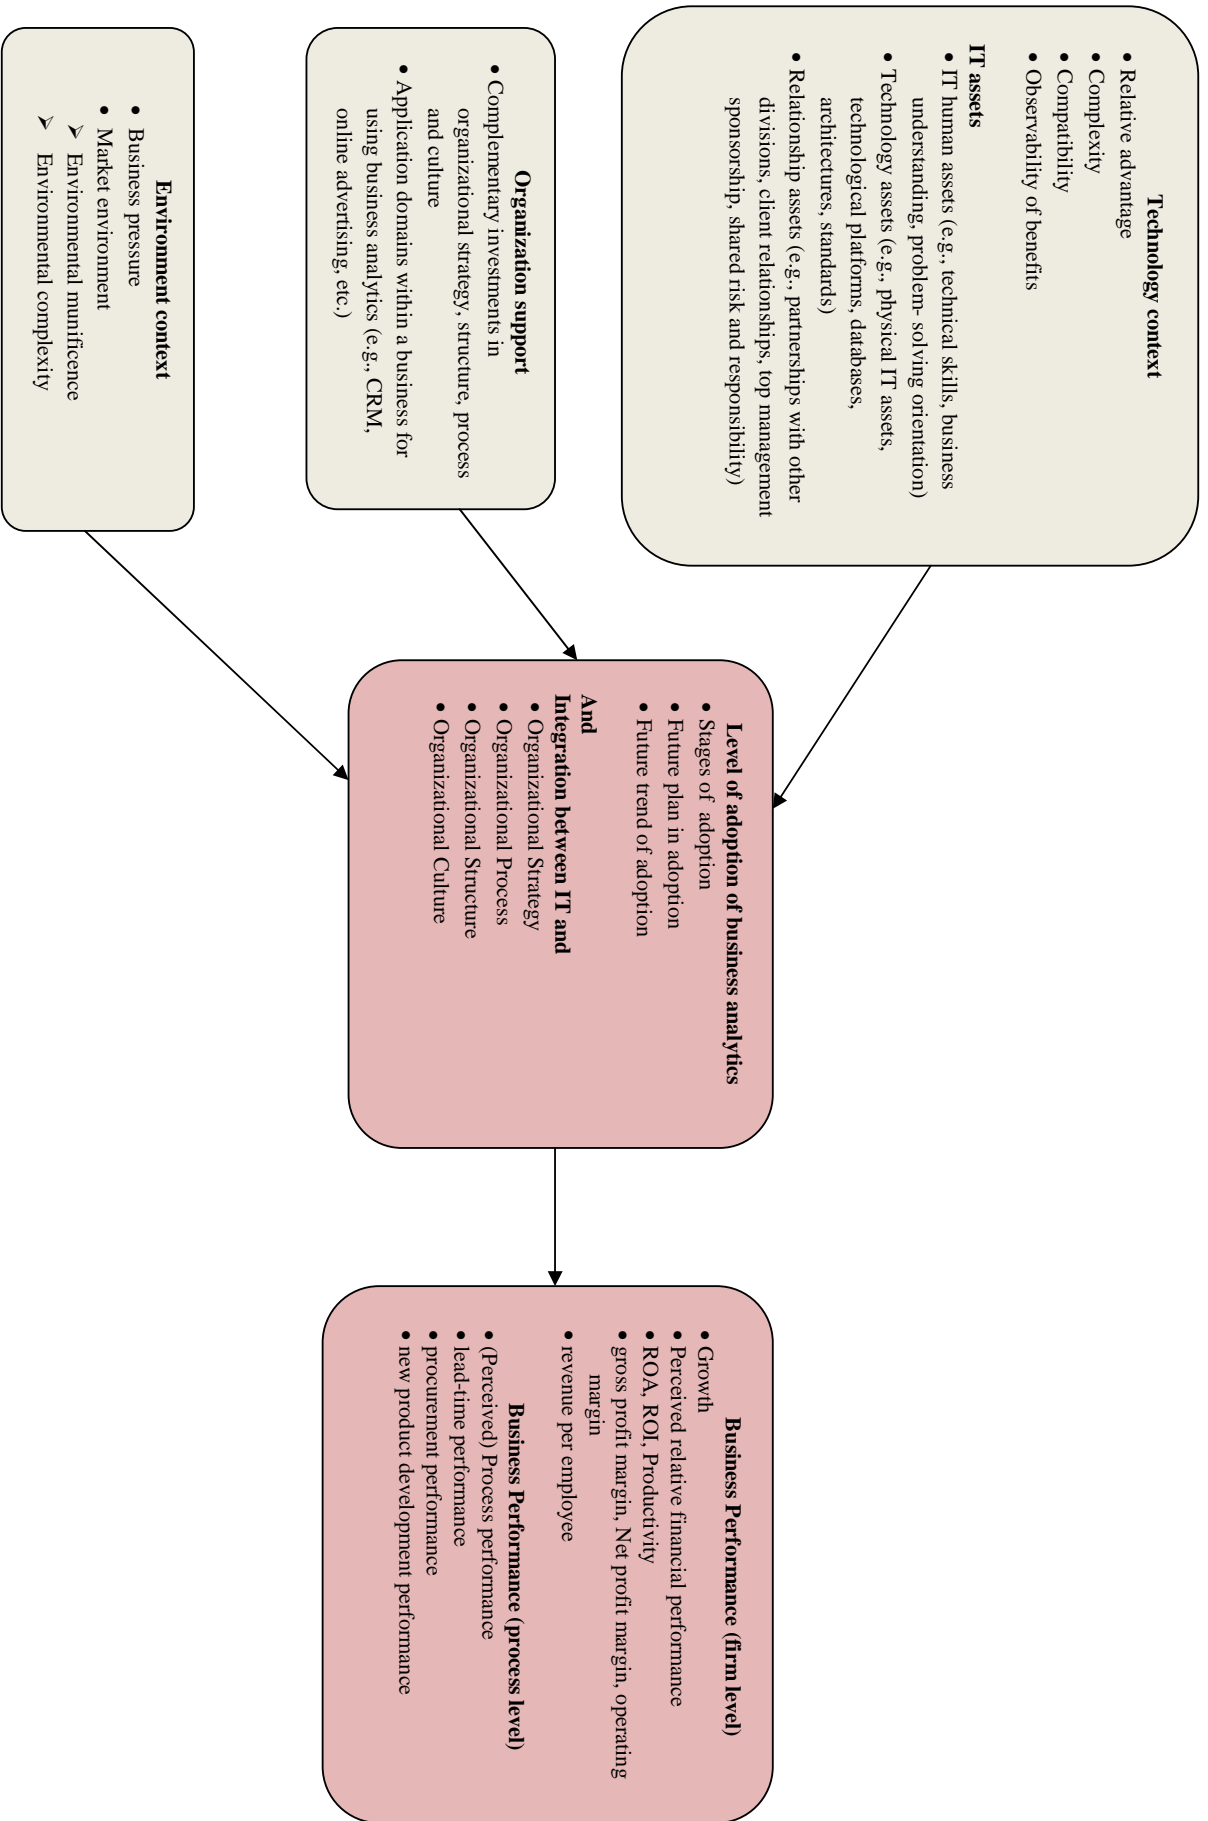 Technology context
• Relative advantage
• Complexity
• Compatibility
• Observability of benefits
IT assets
• IT human assets (e.g., technical skills, business
understanding, problem- solving orientation)
• Technology assets (e.g., physical IT assets,
technological platforms, databases,
architectures, standards)
• Relationship assets (e.g., partnerships with other
divisions, client relationships, top management
sponsorship, shared risk and responsibility)
Organization support
• Complementary investments in
organizational strategy, structure, process
and culture
• Application domains within a business for
using business analytics (e.g., CRM,
online advertising, etc.)
Environment context
• Business pressure
• Market environment
➢ Environmental munificence
➢ Environmental complexity
Level of adoption of business analytics
• Stages of adoption
• Future plan in adoption
• Future trend of adoption
And
Integration between IT and
• Organizational Strategy
• Organizational Process
• Organizational Structure
• Organizational Culture
Business Performance (firm level)
• Growth
• Perceived relative financial performance
• ROA, ROI, Productivity
• gross profit margin, Net profit margin, operating
margin
• revenue per employee
Business Performance (process level)
• (Perceived) Process performance
• lead-time performance
• procurement performance
• new product development performance